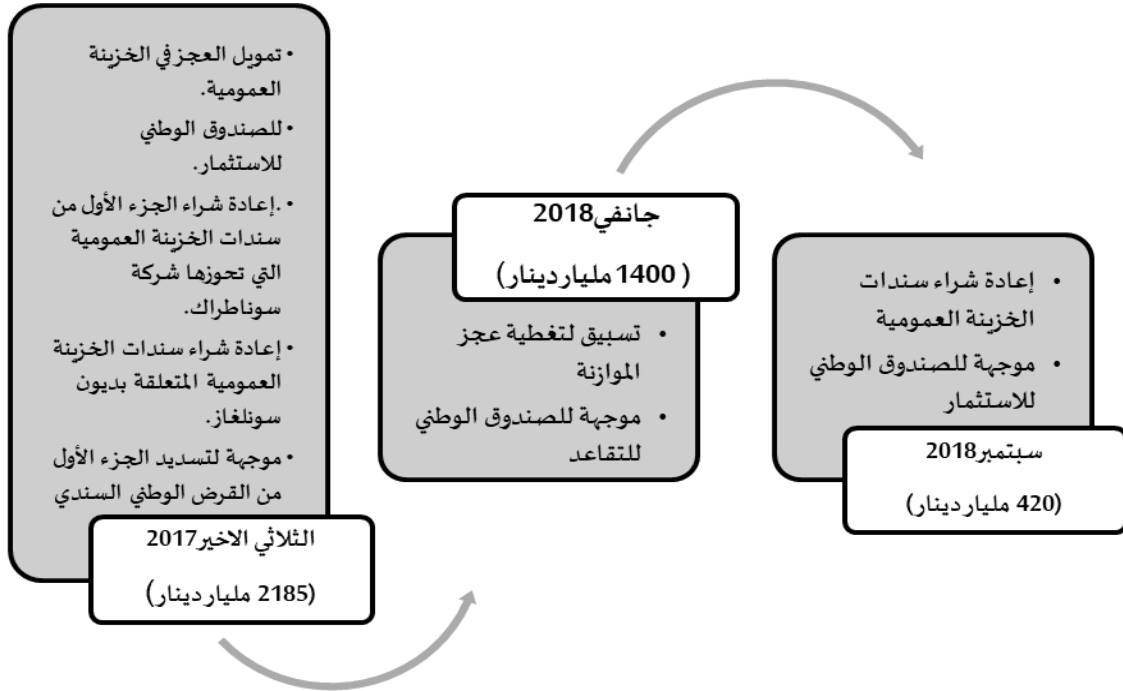 • تمويل العجز في الخزينة
العمومية.
• للصندوق الوطني
للاستثمار.
• .إعادة شراء الجزء الأول من
سندات الخزينة العمومية
التي تحوزها شركة
سوناطراك.
• إعادة شراء سندات الخزينة
العمومية المتعلقة بديون
سونلغاز.
• موجهة لتسديد الجزء الأول
من القرض الوطني السندي
الثلاثي الاخير2017
(2185 مليار دينار)
جانفي2018
( 1400 مليار دينار)
• تسبيق لتغطية عجز
الموازنة
• موجهة للصندوق الوطني
للتقاعد
• إعادة شراء سندات
الخزينة العمومية
• موجهة للصندوق الوطني
للاستثمار
سبتمبر2018
(420 مليار دينار)